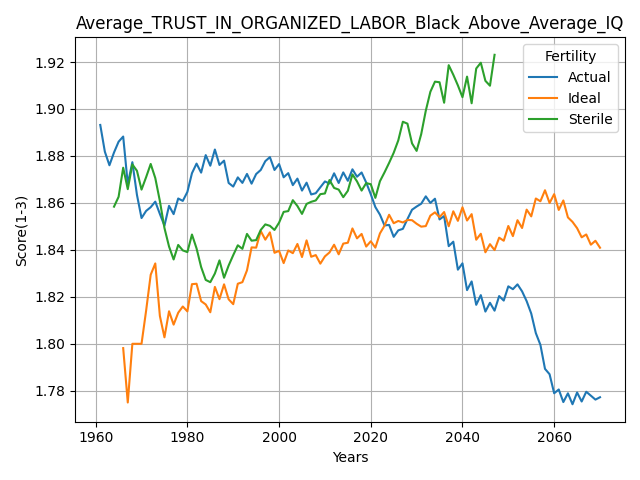 Average_TRUST_IN_ORGANIZED_LABOR_Black_Above_Average_IQ
Score(1-3)
1.92
1.90
1.88
1.86
1.84
1.82
1.80
1.78
Fertility
Actual
Ideal
Sterile
1960
1980
2000
2020
2040
2060
Years